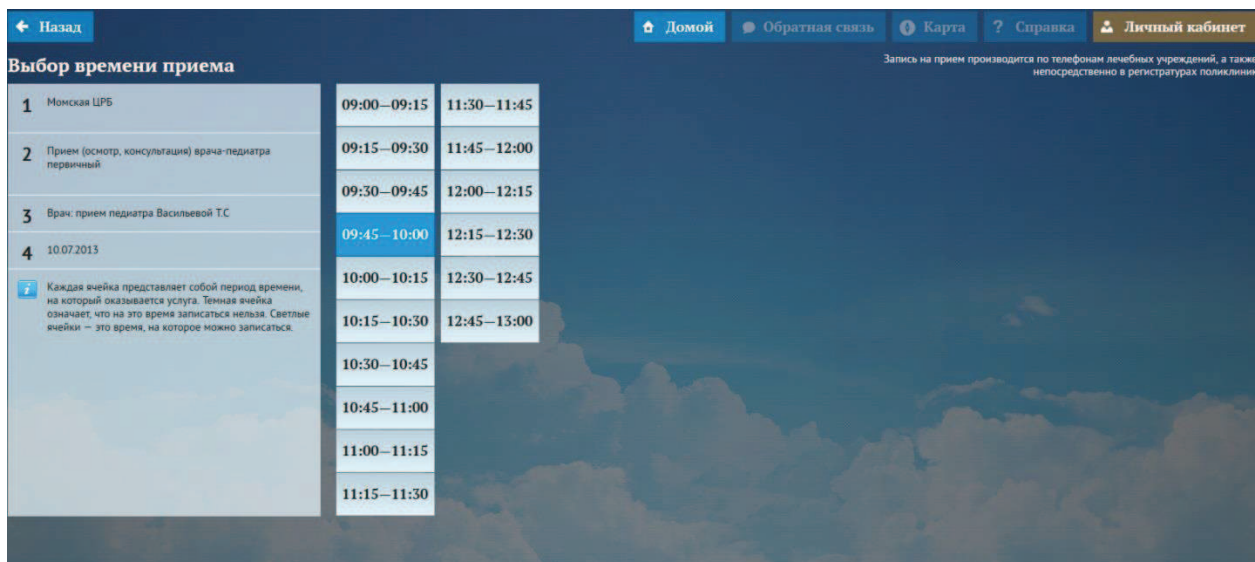 Назад
Домой
Обратная связь
Карта
? Справка
Личный кабинет
Выбор времени приема
Запись на прием производится по телефонам лечебных учреждений, а также
непосредственно в регистратурах поликлиник
1 Момская ЦРБ
2 Прием (осмотр, консультация) врача-педиатра
первичный
3 Врач: прием педиатра Васильевой Т.С
4 10.07.2013
i Каждая ячейка представляет собой период времени,
на который оказывается услуга. Темная ячейка
означает, что на это время записаться нельзя. Светлые
ячейки — это время, на которое можно записаться.
09:00—09:15
09:15—09:30
09:30—09:45
09:45—10:00
10:00—10:15
10:15—10:30
10:30—10:45
10:45—11:00
11:00—11:15
11:15—11:30
11:30—11:45
11:45—12:00
12:00—12:15
12:15—12:30
12:30—12:45
12:45—13:00